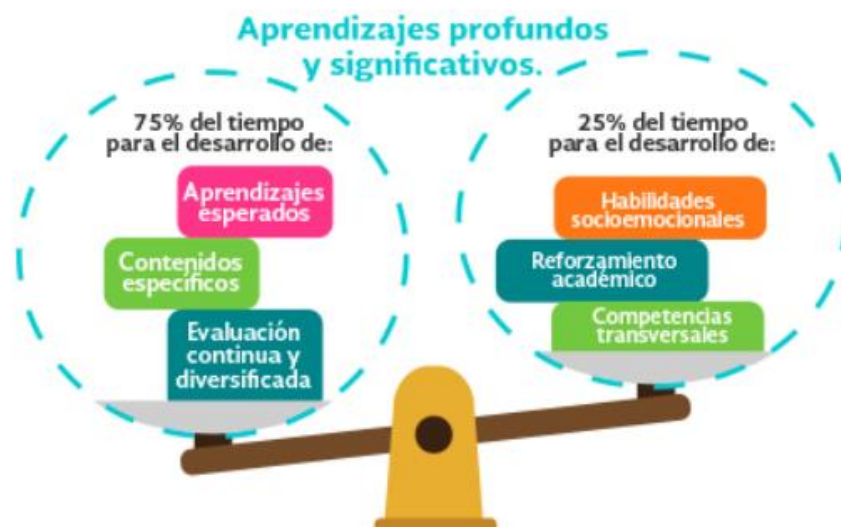 Aprendizajes profundos
y significativos.
75% del tiempo
para el desarrollo de:
Aprendizajes
esperados
Contenidos
específicos
Evaluación
continua y
diversificada
25% del tiempo
para el desarrollo de:
Habilidades
socioemocionales
Reforzamiento
académico
Competencias
transversales